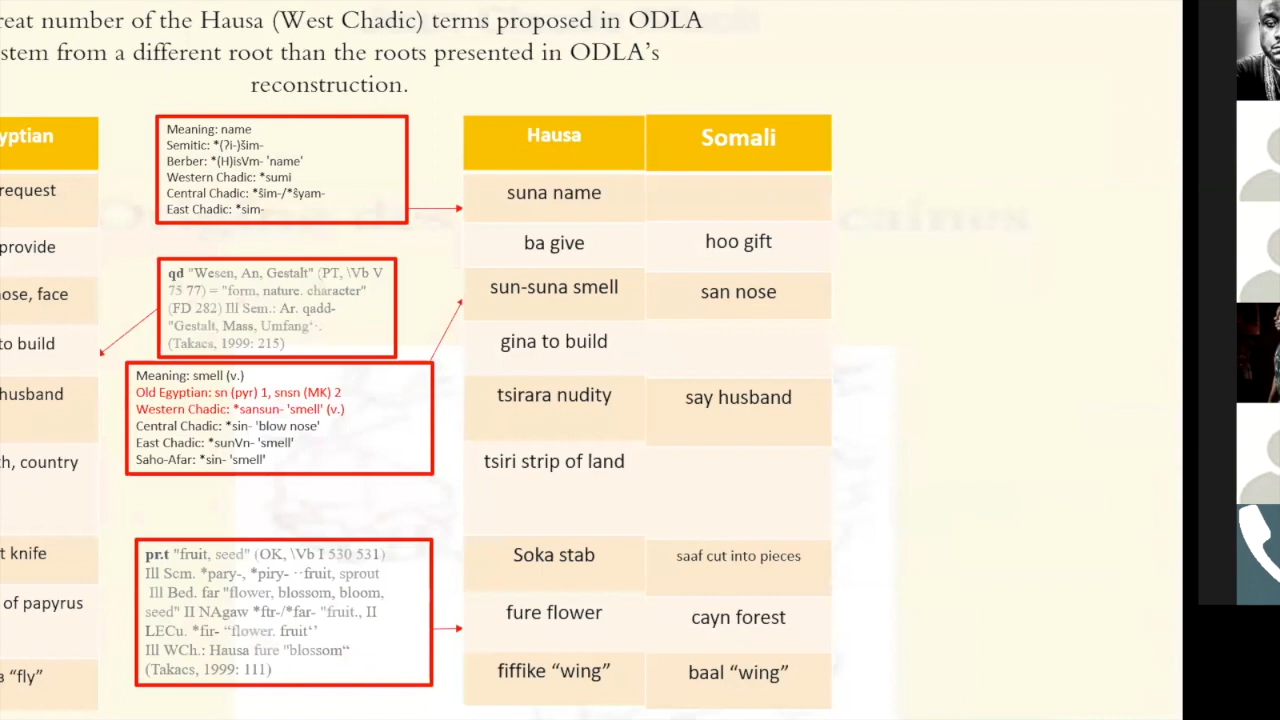 reat number of the Hausa (West Chadic) terms proposed in ODLA
stem from a different root than the roots presented in ODLA's
reconstruction.
yptian
request
provide
nose, face
to build
husband
th, country
t knife
of papyrus
"fly"
Meaning: name
Semitic: *(ʔi-)šim-
Berber: *(H)isVm- 'name'
Western Chadic: *sumi
Central Chadic: *ŝim-/*ŝyam-
East Chadic: *sim-
qd "Wesen, An, Gestalt" (PT, \Vb V
75 77) = "form, nature. character"
(FD 282) Ill Sem.: Ar. qadd-
"Gestalt, Mass, Umfang'·.
(Takacs, 1999: 215)
Meaning: smell (v.)
Old Egyptian: sn (pyr) 1, snsn (MK) 2
Western Chadic: *sansun- 'smell' (v.)
Central Chadic: *sin- 'blow nose'
East Chadic: *sunVn- 'smell'
Saho-Afar: *sin- 'smell'
pr.t "fruit, seed" (OK, \Vb I 530 531)
Ill Scm. *pary-, *piry- ··fruit, sprout
Ill Bed. far "flower, blossom, bloom,
seed" II NAgaw *ftr-/*far- "fruit., II
LECu. *fir- "flower. fruit'’
Ill WCh.: Hausa fure "blossom"
(Takacs, 1999: 111)
Hausa Somali
suna name
ba give hoo gift
sun-suna smell san nose
gina to build
tsirara nudity say husband
tsiri strip of land
Soka stab saaf cut into pieces
fure flower cayn forest
fiffike "wing" baal "wing"